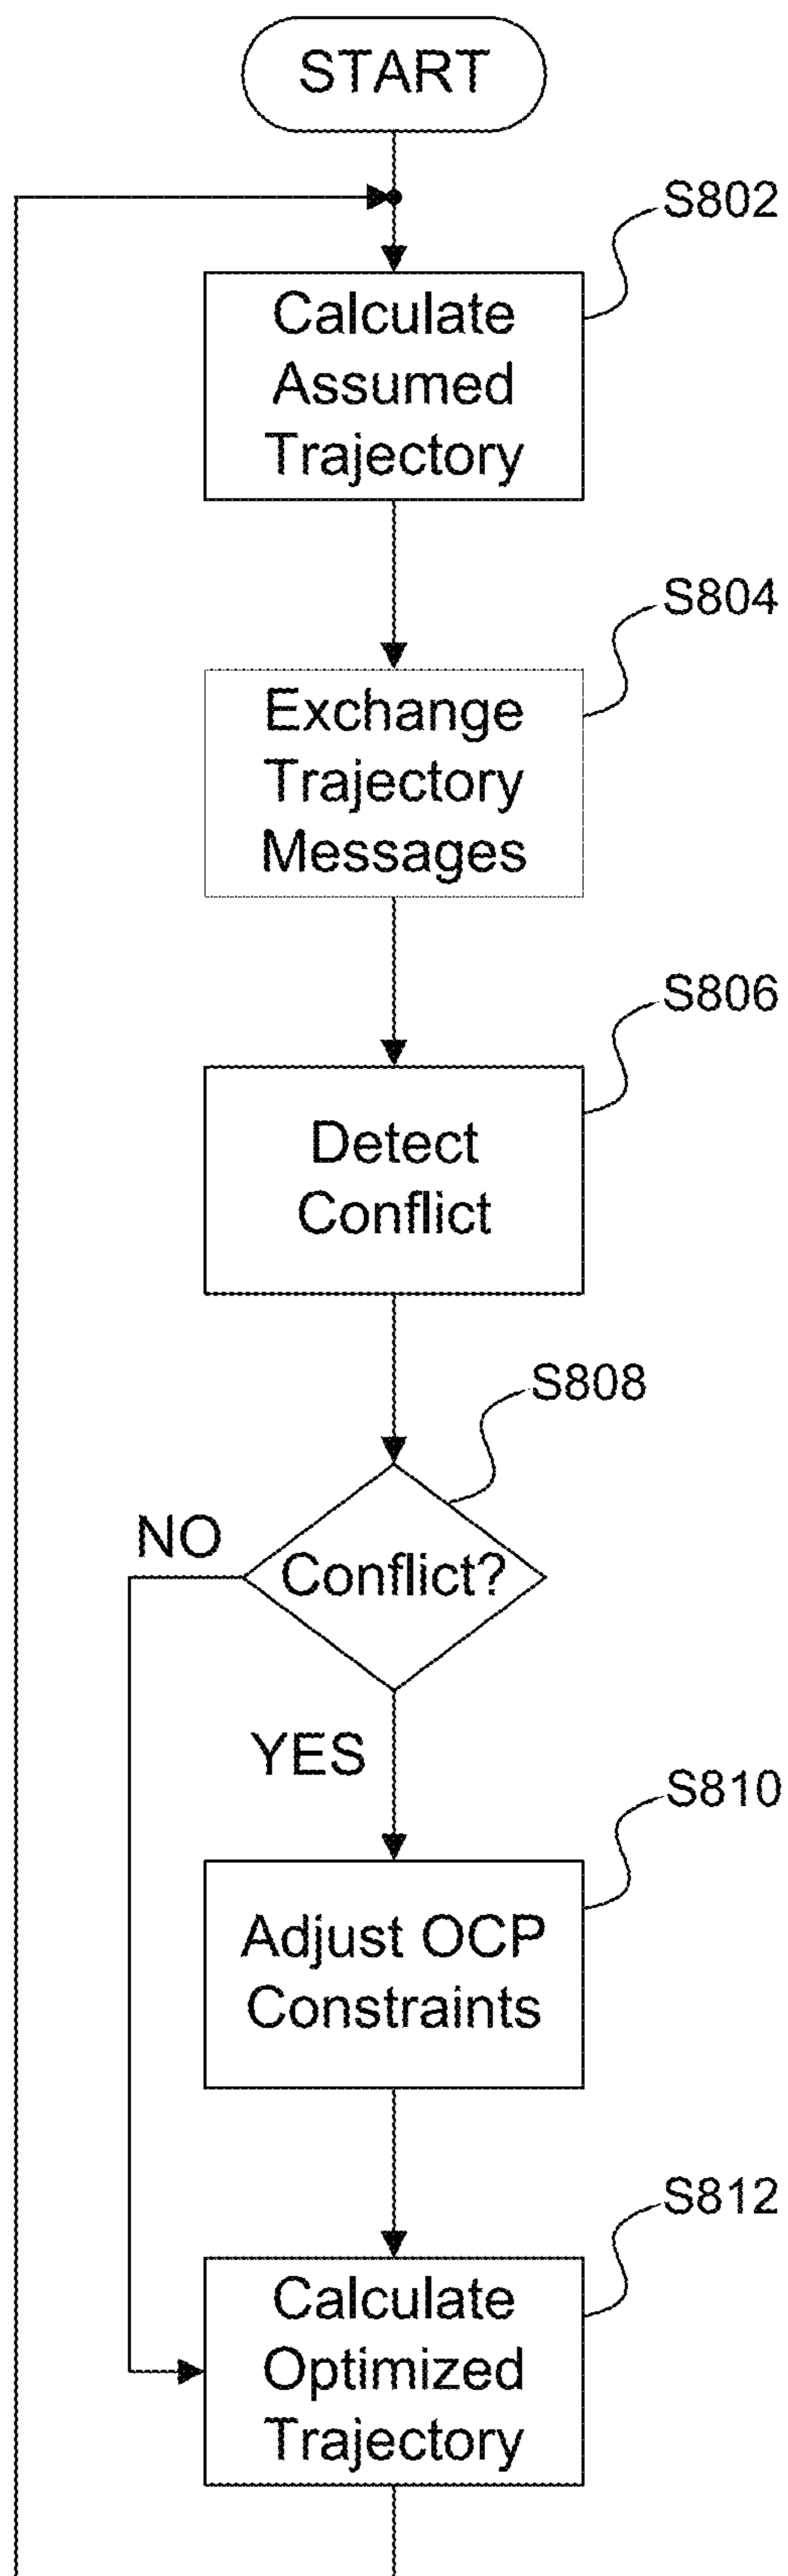 START
S802
Calculate
Assumed
Trajectory
S804
Exchange
Trajectory
Messages
S806
Detect
Conflict
S808
NO
Conflict?
YES
S810
Adjust OCP
Constraints
S812
Calculate
Optimized
Trajectory